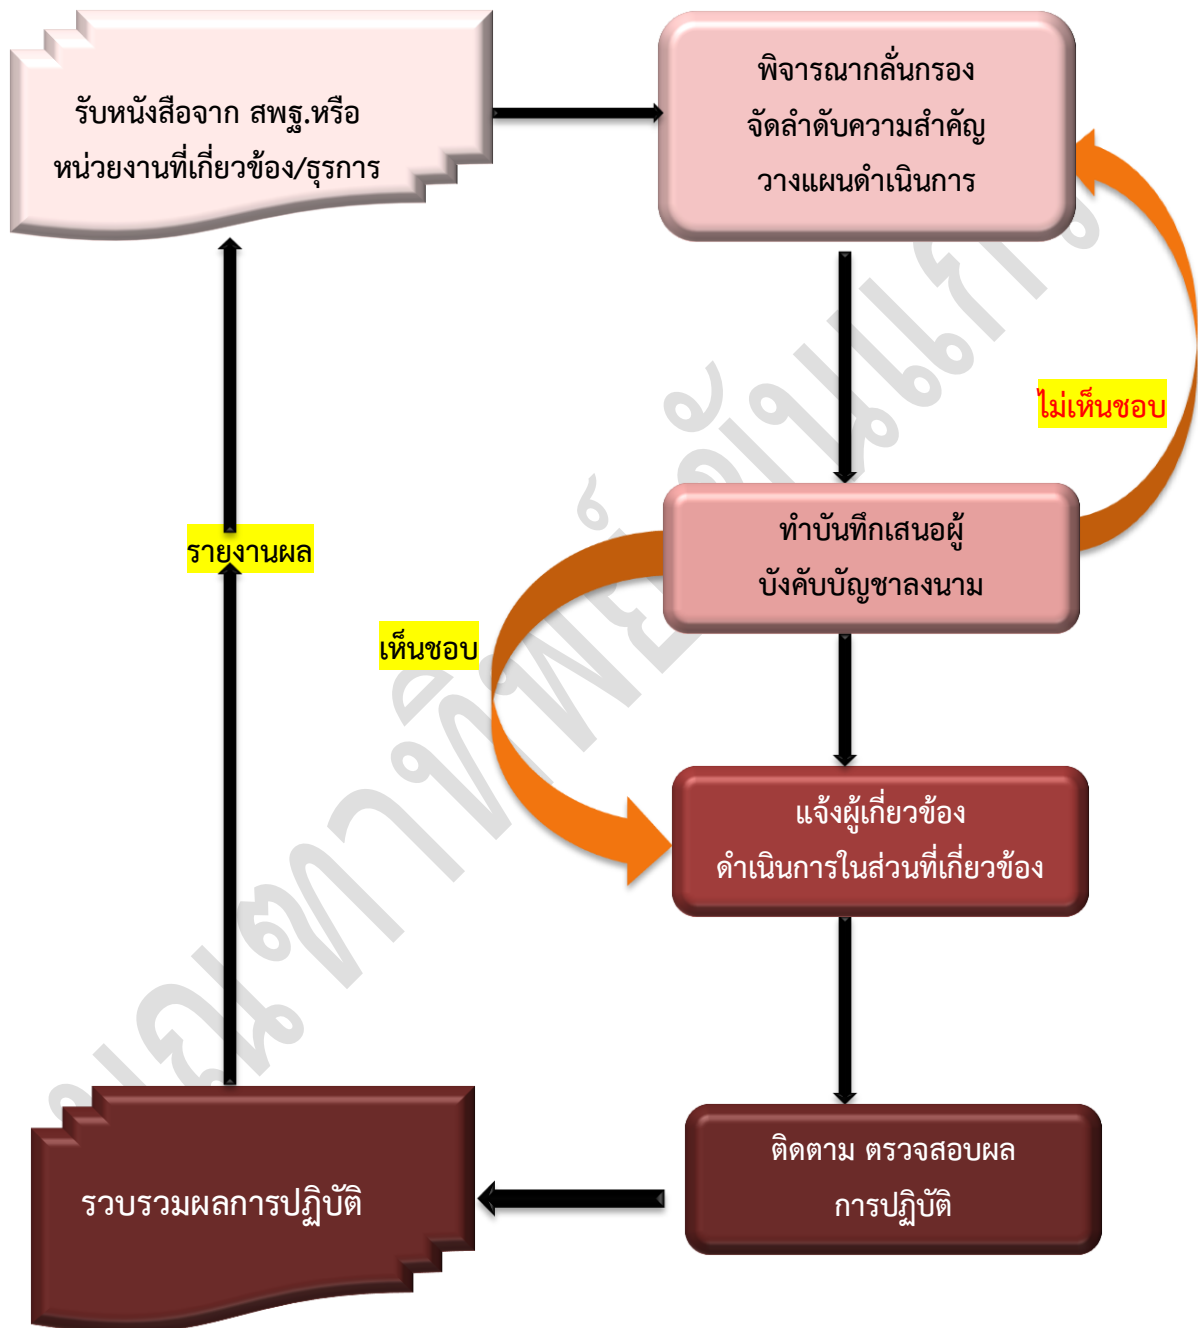 รับหนังสือจาก สพฐ.หรือ
หน่วยงานที่เกี่ยวข้อง/ธุรการ
พิจารณากลั่นกรอง
จัดลำดับความสำคัญ
วางแผนดำเนินการ
ไม่เห็นชอบ
ทำบันทึกเสนอผู้
บังคับบัญชาลงนาม
รายงานผล
เห็นชอบ
แจ้งผู้เกี่ยวข้อง
ดำเนินการในส่วนที่เกี่ยวข้อง
ติดตาม ตรวจสอบผล
การปฏิบัติ
รวบรวมผลการปฏิบัติ